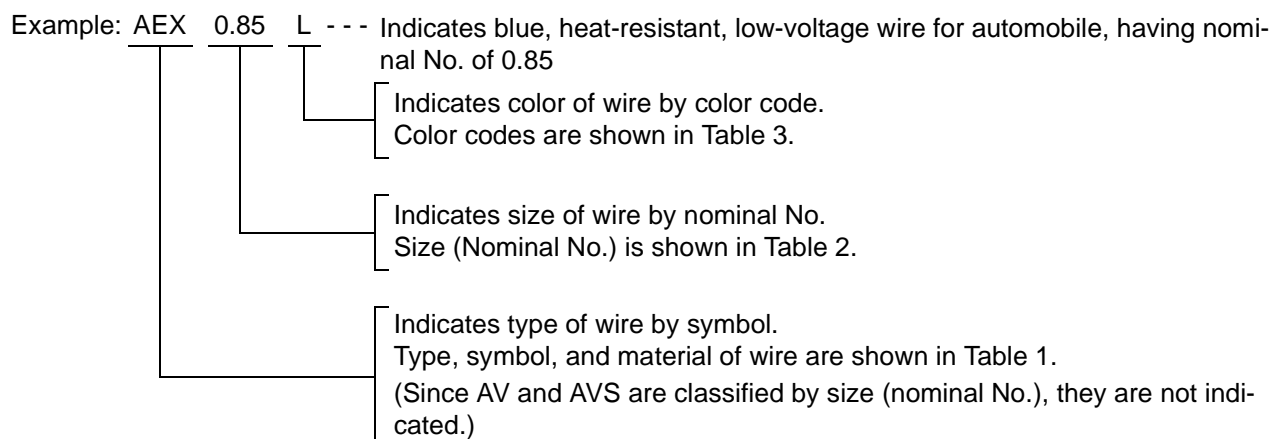 Example: AEX 0.85 L - - - Indicates blue, heat-resistant, low-voltage wire for automobile, having nomi-
nal No. of 0.85
Indicates color of wire by color code.
Color codes are shown in Table 3.
Indicates size of wire by nominal No.
Size (Nominal No.) is shown in Table 2.
Indicates type of wire by symbol.
Type, symbol, and material of wire are shown in Table 1.
(Since AV and AVS are classified by size (nominal No.), they are not indi-
cated.)